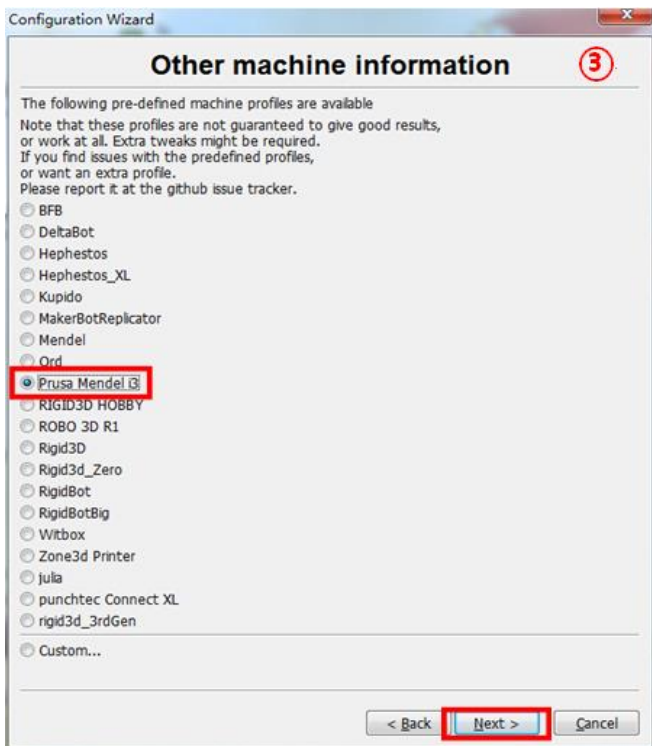 Configuration Wizard
x
Other machine information
3
The following pre-defined machine profiles are available
Note that these profiles are not guaranteed to give good results,
or work at all. Extra tweaks might be required.
If you find issues with the predefined profiles,
or want an extra profile.
Please report it at the github issue tracker.
BFB
DeltaBot
Hephestos
Hephestos_XL
Kupido
MakerBotReplicator
Mendel
Ord
Prusa Mendel i3
RIGID3D HOBBY
ROBO 3D R1
Rigid3D
Rigid3d_Zero
RigidBot
RigidBotBig
Witbox
Zone3d Printer
julia
punchtec Connect XL
rigid3d_3rdGen
Custom...
< Back Next > Cancel